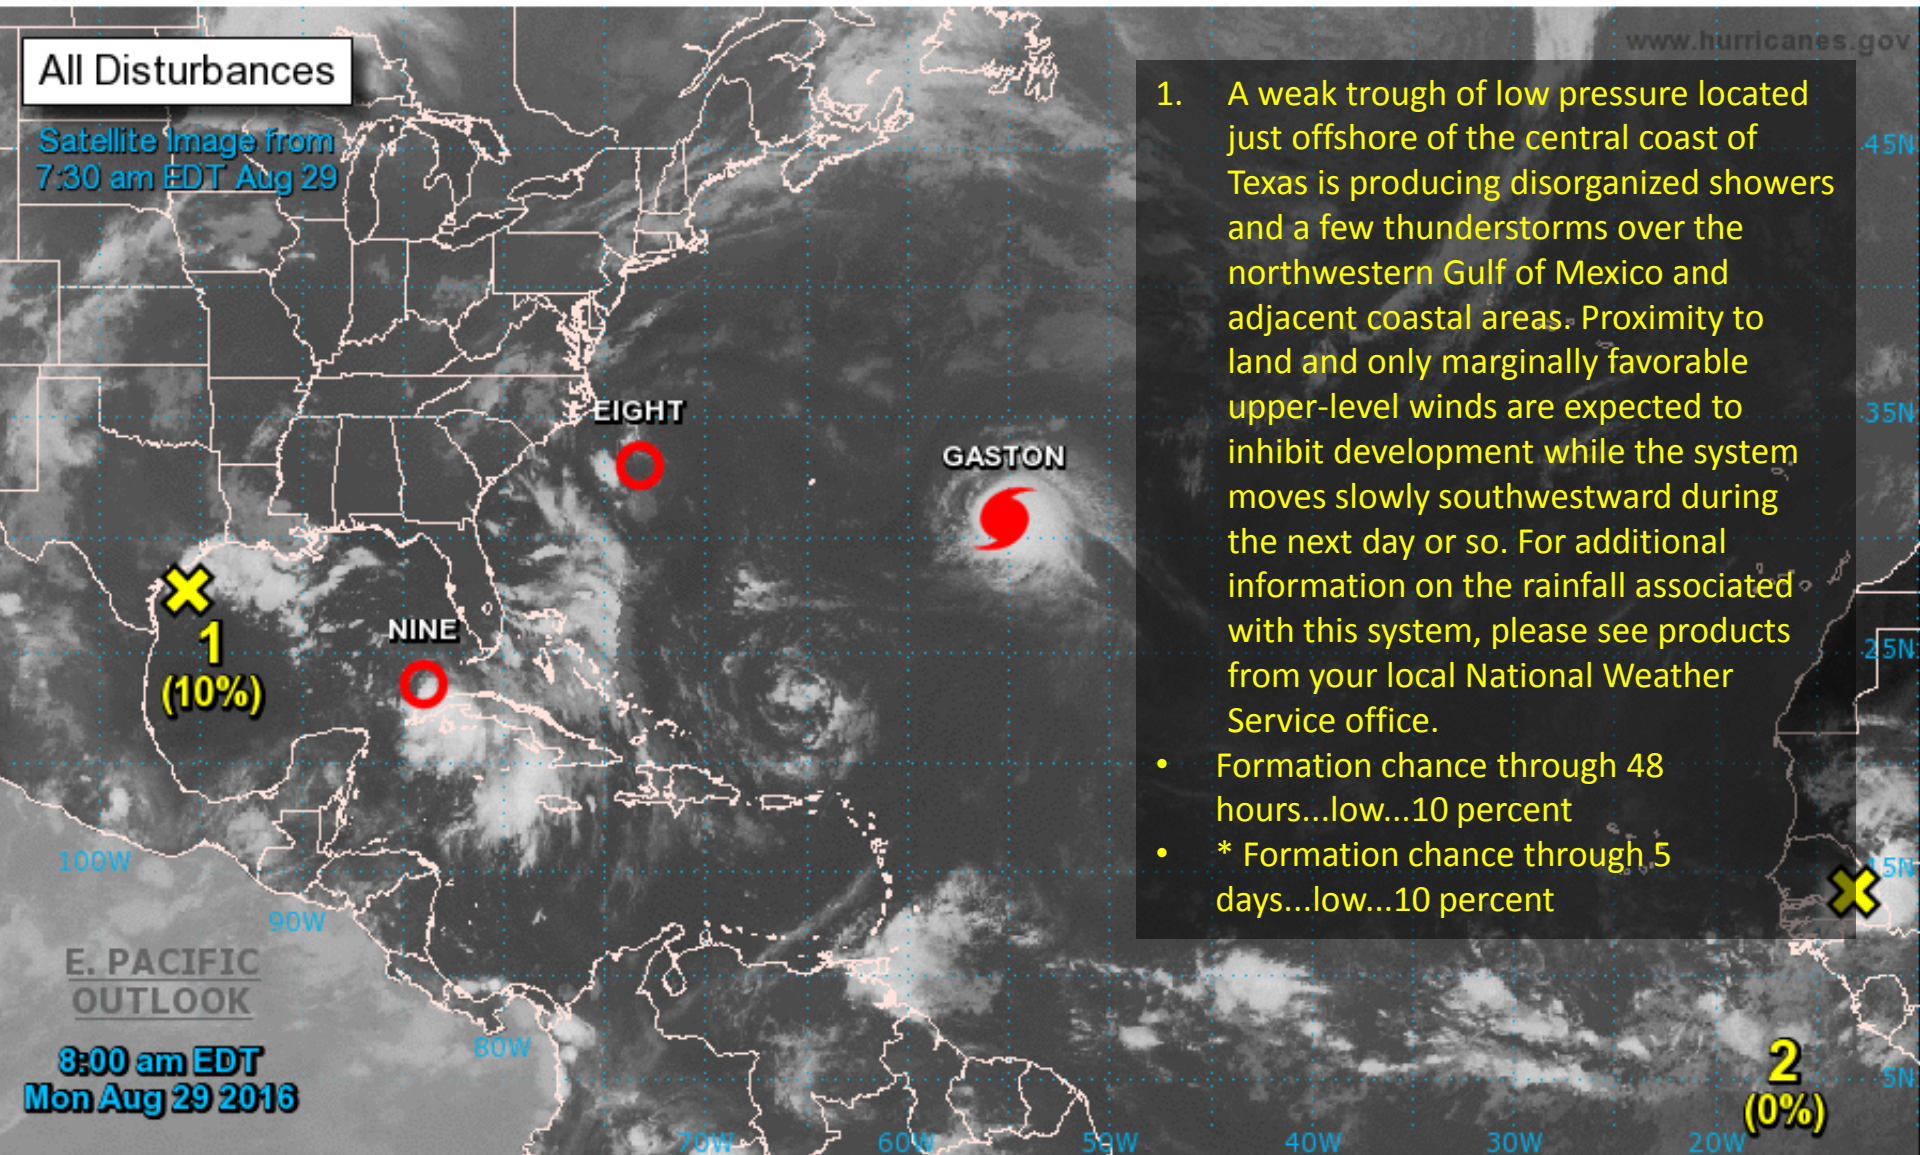 www.hurricanes.gov
All Disturbances
Satellite Image from
7:30 am EDT Aug 29
1. A weak trough of low pressure located
just offshore of the central coast of
Texas is producing disorganized showers
and a few thunderstorms over the
northwestern Gulf of Mexico and
adjacent coastal areas. Proximity to
land and only marginally favorable
upper-level winds are expected to
inhibit development while the system
moves slowly southwestward during
the next day or so. For additional
information on the rainfall associated
with this system, please see products
from your local National Weather
Service office.
• Formation chance through 48
hours...low...10 percent
• * Formation chance through 5
days...low...10 percent
45N
35N
25N
15N
5N
EIGHT
GASTON
NINE
1
(10%)
100W
90W
80W
70W
60W
50W
40W
30W
20W
E. PACIFIC
OUTLOOK
8:00 am EDT
Mon Aug 29 2016
2
(0%)